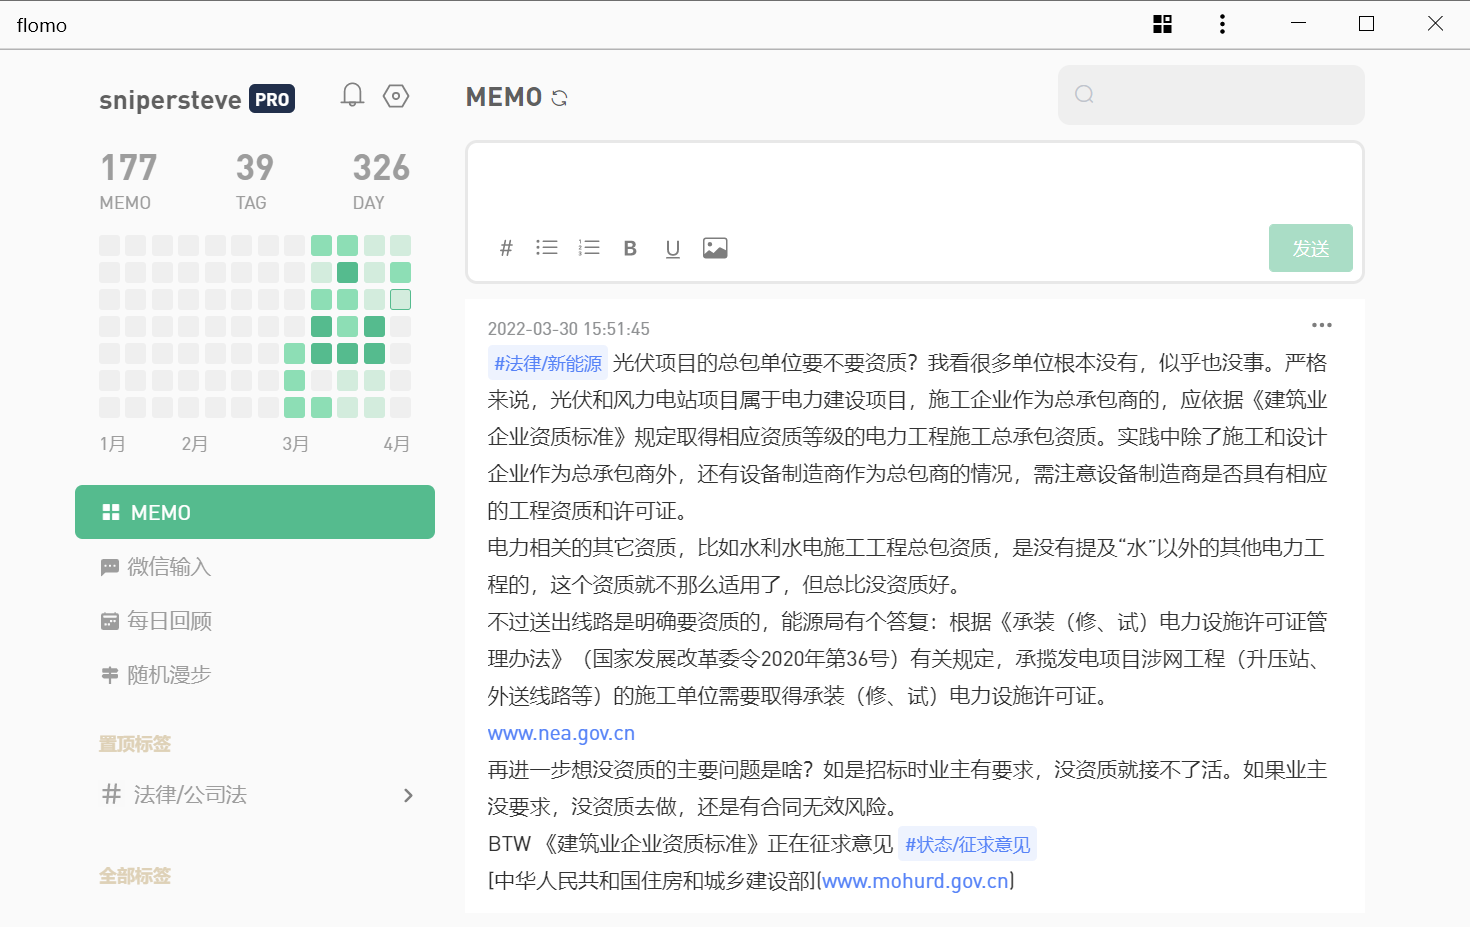 flomo
snipersteve PRO
177 39 326
MEMO TAG DAY
1月 2月 3月 4月
MEMO
微信输入
每日回顾
随机漫步
置顶标签
# 法律/公司法
全部标签
MEMO
# B U
发送
2022-03-30 15:51:45
#法律/新能源 光伏项目的总包单位要不要资质？我看很多单位根本没有，似乎也没事。严格
来说，光伏和风力电站项目属于电力建设项目，施工企业作为总承包商的，应依据《建筑业
企业资质标准》规定取得相应资质等级的电力工程施工总承包资质。实践中除了施工和设计
企业作为总承包商外，还有设备制造商作为总包商的情况，需注意设备制造商是否具有相应
的工程资质和许可证。
电力相关的其它资质，比如水利水电施工工程总包资质，是没有提及“水”以外的其他电力工
程的，这个资质就不那么适用了，但总比没资质好。
不过送出线路是明确要资质的，能源局有个答复：根据《承装（修、试）电力设施许可证管
理办法》（国家发展改革委令2020年第36号）有关规定，承揽发电项目涉网工程（升压站、
外送线路等）的施工单位需要取得承装（修、试）电力设施许可证。
www.nea.gov.cn
再进一步想没资质的主要问题是啥？如是招标时业主有要求，没资质就接不了活。如果业主
没要求，没资质去做，还是有合同无效风险。
BTW 《建筑业企业资质标准》正在征求意见 #状态/征求意见
[中华人民共和国住房和城乡建设部](www.mohurd.gov.cn)